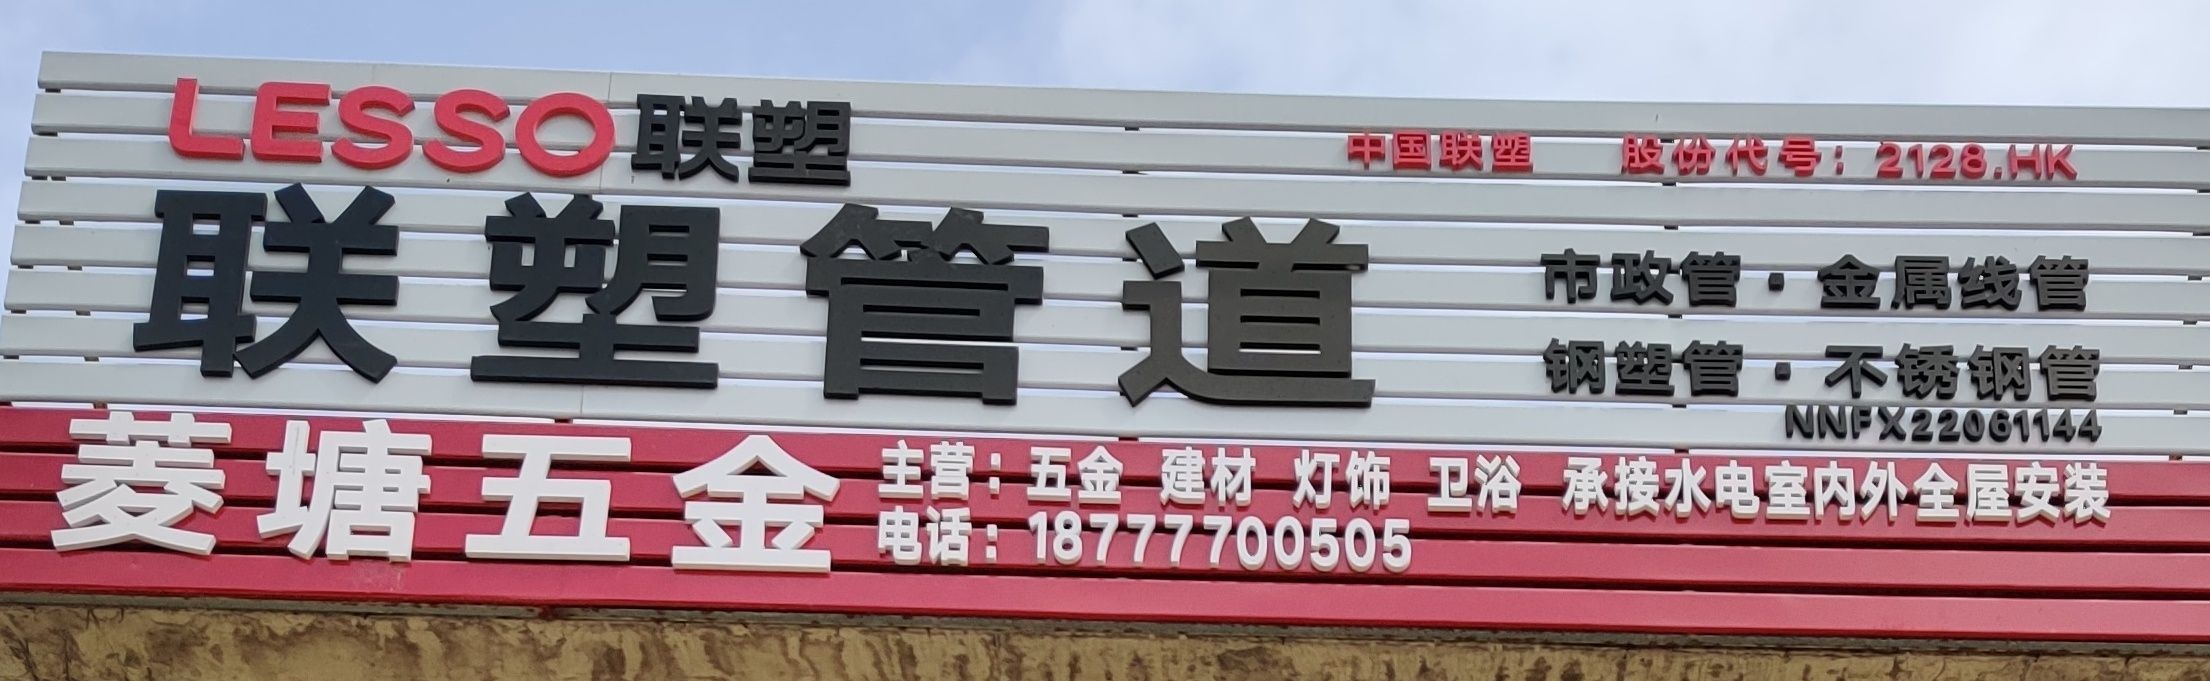 LESSO联塑
中国联塑 股份代号：2128.HK
联塑管道
市政管·金属线管
钢塑管·不锈钢管
NNFX22061144
菱塘五金
主营：五金 建材 灯饰 卫浴 承接水电室内外全屋安装
电话：18777700505